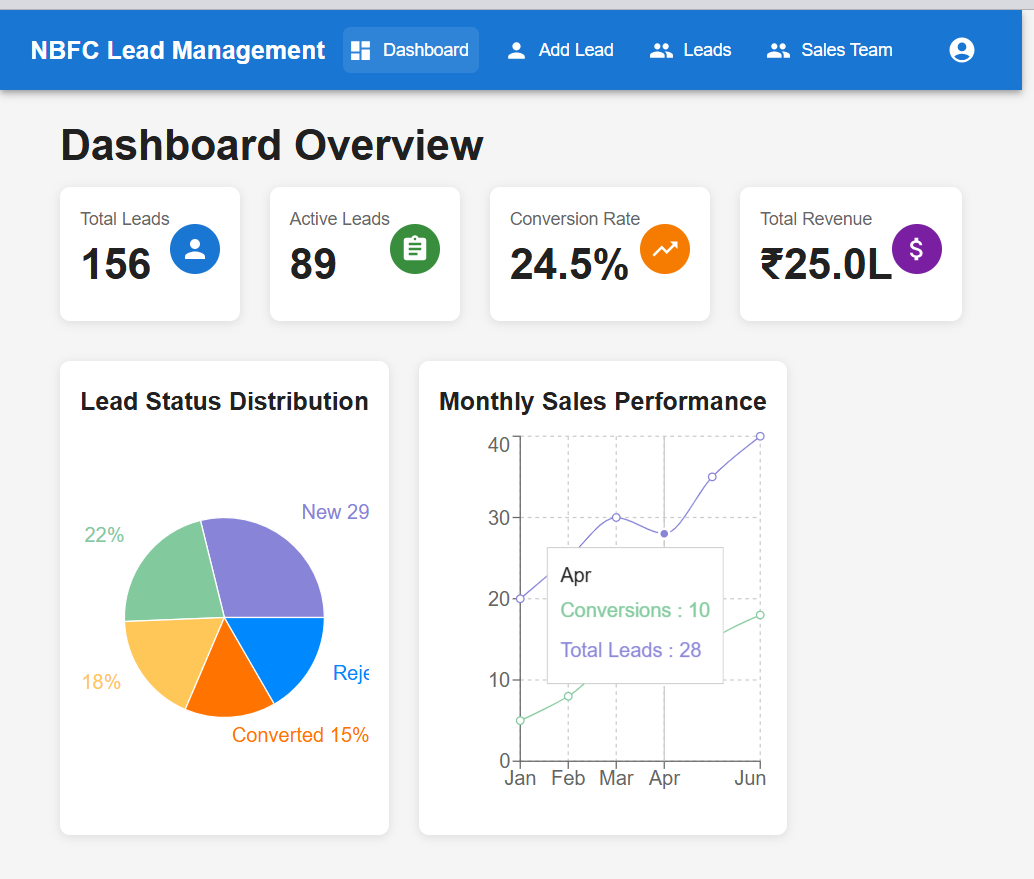 NBFC Lead Management Dashboard Add Lead Leads Sales Team
Dashboard Overview
Total Leads
156
Active Leads
89
Conversion Rate
24.5%
Total Revenue
₹25.0L
$
Lead Status Distribution
New 29
22%
18%
Reje
Converted 15%
Monthly Sales Performance
40
30
20
10
0
Apr
Conversions : 10
Total Leads : 28
Jan Feb Mar Apr Jun